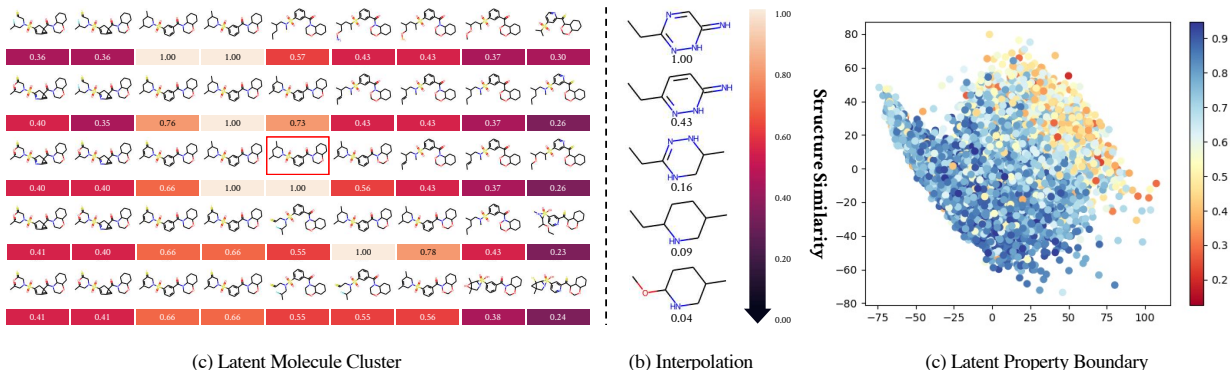 0.36 0.36 1.00 1.00 0.57 0.43 0.43 0.37 0.30
0.40 0.35 0.76 1.00 0.73 0.43 0.43 0.37 0.26
0.40 0.40 0.66 1.00 1.00 0.56 0.43 0.37 0.26
0.41 0.40 0.66 0.66 0.55 1.00 0.78 0.43 0.23
0.41 0.41 0.66 0.66 0.55 0.55 0.56 0.38 0.24
(c) Latent Molecule Cluster
N
NH
N
NH
1.00
NH
N
NH
0.43
NH
N
HN
0.16
HN
0.09
O
HN
0.04
(b) Interpolation
1.00
0.80
0.60
0.40
0.20
0.00
Structure Similarity
80
60
40
20
0
−20
−40
−60
−80
−75 −50 −25 0 25 50 75 100
0.9
0.8
0.7
0.6
0.5
0.4
0.3
0.2
(c) Latent Property Boundary